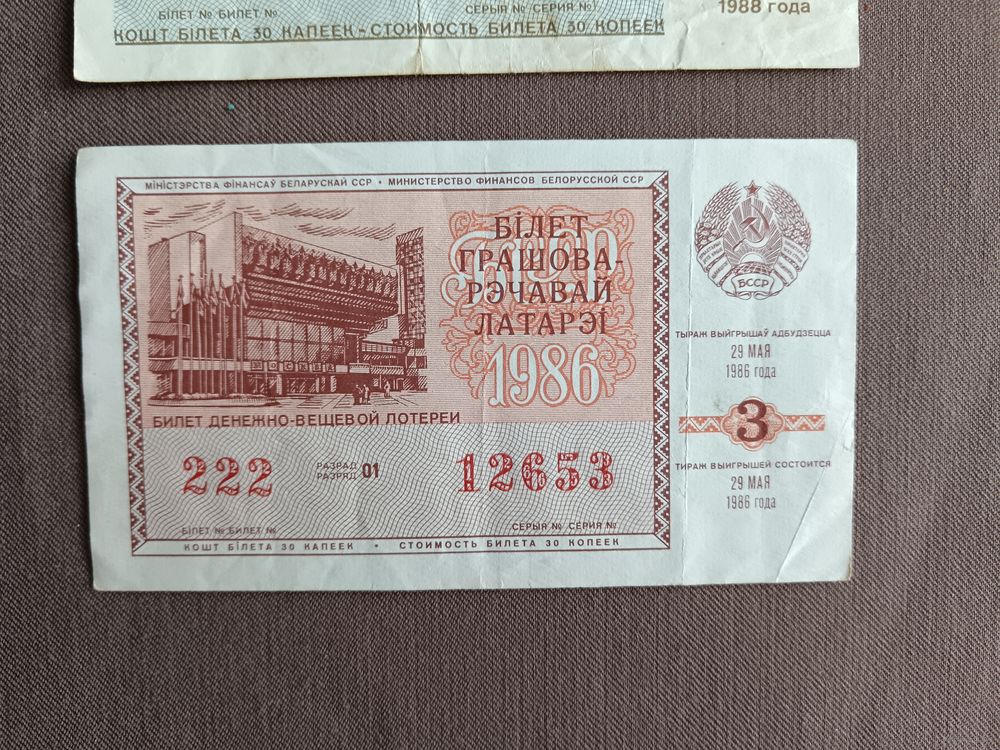 БІЛЕТ № БИЛЕТ №
СЕРЫЯ № СЕРИЯ №
1988 года
КОШТ БІЛЕТА 30 КАПЕЕК - СТОИМОСТЬ БИЛЕТА 30 КОПЕЕК
МІНІСТЭРСТВА ФІНАНСАЎ БЕЛАРУСКАЙ ССР • МИНИСТЕРСТВО ФИНАНСОВ БЕЛОРУССКОЙ ССР
БІЛЕТ
ГРАШОВА-
РЭЧАВАЙ
ЛАТАРЭІ
1986
МОСКВА
БИЛЕТ ДЕНЕЖНО-ВЕЩЕВОЙ ЛОТЕРЕИ
222
РАЗРАД
РАЗРЯД 01
12653
БІЛЕТ № БИЛЕТ №
СЕРЫЯ № СЕРИЯ №
КОШТ БІЛЕТА 30 КАПЕЕК • СТОИМОСТЬ БИЛЕТА 30 КОПЕЕК
БССР
ТЫРАЖ ВЫЙГРЫШАЎ АДБУДЗЕЦЦА
29 МАЯ
1986 года
3
ТИРАЖ ВЫИГРЫШЕЙ СОСТОИТСЯ
29 МАЯ
1986 года